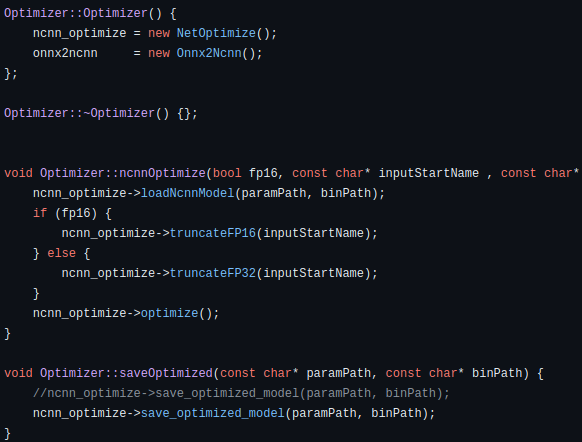 Optimizer::Optimizer() {
    ncnn_optimize = new NetOptimize();
    onnx2ncnn     = new Onnx2Ncnn();
};
Optimizer::~Optimizer() {};
void Optimizer::ncnnOptimize(bool fp16, const char* inputStartName , const char*
    ncnn_optimize->loadNcnnModel(paramPath, binPath);
    if (fp16) {
        ncnn_optimize->truncateFP16(inputStartName);
    } else {
        ncnn_optimize->truncateFP32(inputStartName);
    }
    ncnn_optimize->optimize();
}
void Optimizer::saveOptimized(const char* paramPath, const char* binPath) {
    //ncnn_optimize->save_optimized_model(paramPath, binPath);
    ncnn_optimize->save_optimized_model(paramPath, binPath);
}